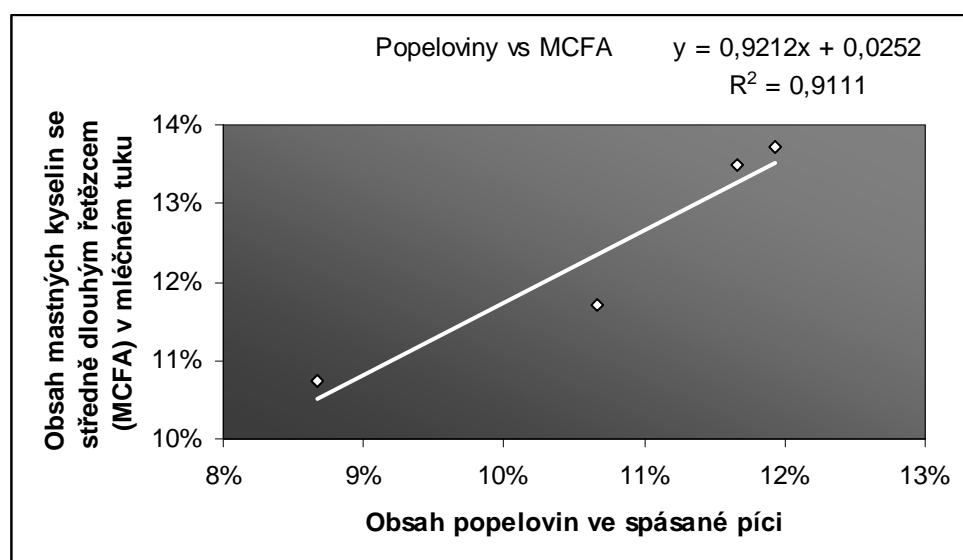 Popeloviny vs MCFA y = 0,9212x + 0,0252
R² = 0,9111
Obsah mastných kyselin se
středně dlouhým řetězcem
(MCFA) v mléčném tuku
14%
13%
12%
11%
10%
8% 9% 10% 11% 12% 13%
Obsah popelovin ve spásané píci